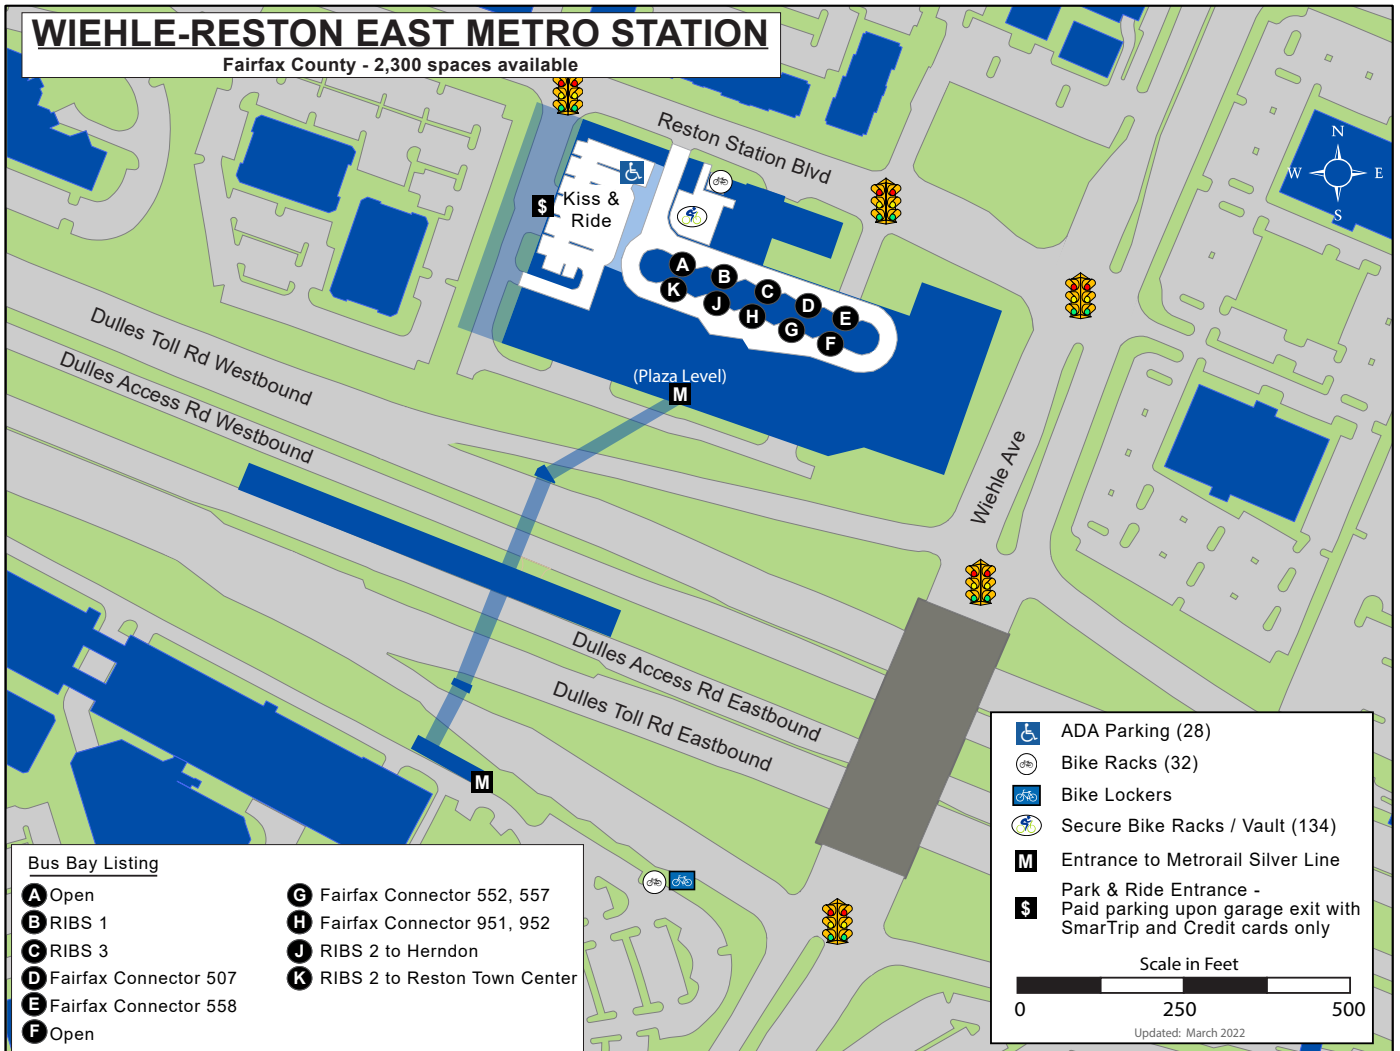 WIEHLE-RESTON EAST METRO STATION
Fairfax County - 2,300 spaces available
Reston Station Blvd
N
W E
S
$
Kiss &
Ride
A
B
C
D
E
K
J
H
G
F
(Plaza Level)
M
Dulles Toll Rd Westbound
Dulles Access Rd Westbound
Wiehle Ave
Dulles Access Rd Eastbound
Dulles Toll Rd Eastbound
M
Bus Bay Listing
A Open
B RIBS 1
C RIBS 3
D Fairfax Connector 507
E Fairfax Connector 558
F Open
G Fairfax Connector 552, 557
H Fairfax Connector 951, 952
J RIBS 2 to Herndon
K RIBS 2 to Reston Town Center
ADA Parking (28)
Bike Racks (32)
Bike Lockers
Secure Bike Racks / Vault (134)
M Entrance to Metrorail Silver Line
Park & Ride Entrance -
$ Paid parking upon garage exit with
SmarTrip and Credit cards only
Scale in Feet
0 250 500
Updated: March 2022